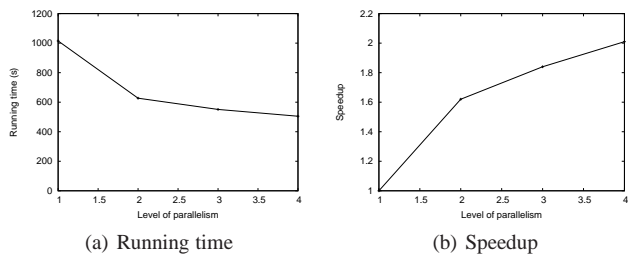 1200
1000
800
600
400
200
0
Running time (s)
1 1.5 2 2.5 3 3.5 4
Level of parallelism
(a) Running time
2.2
2
1.8
1.6
1.4
1.2
1
Speedup
1 1.5 2 2.5 3 3.5 4
Level of parallelism
(b) Speedup